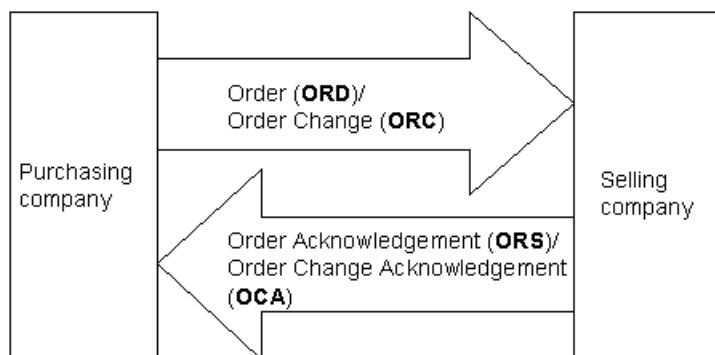 Purchasing
company
Order (ORD)/
Order Change (ORC)
Order Acknowledgement (ORS)/
Order Change Acknowledgement
(OCA)
Selling
company